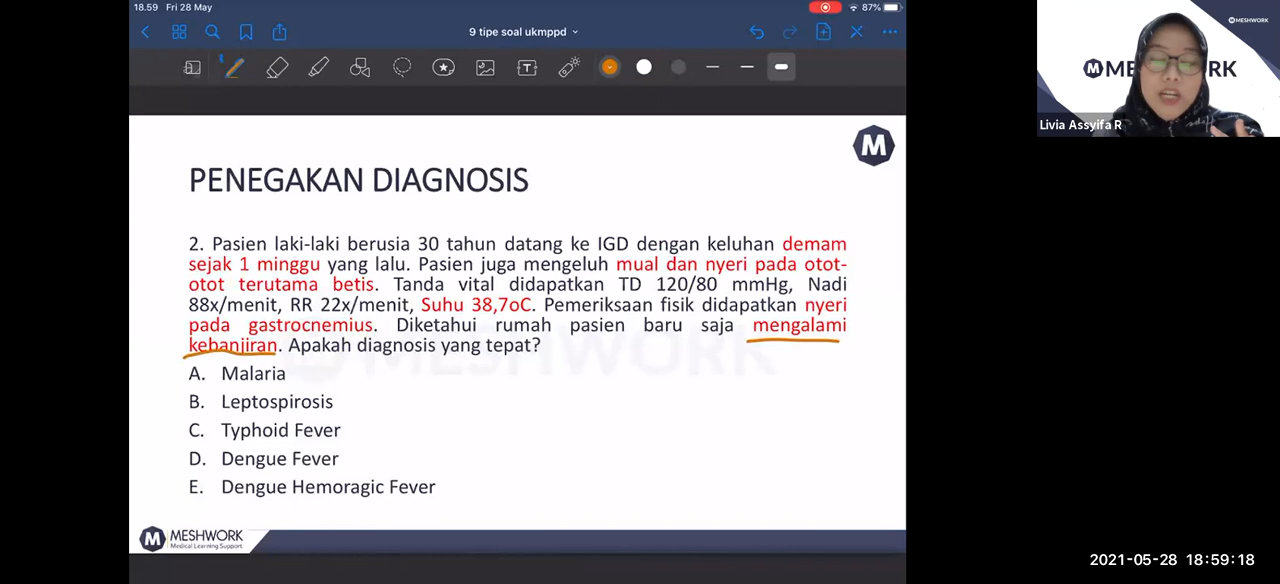 18.59 Fri 28 May
87%
9 tipe soal ukmppd
MESHWORK
Livia Assyifa R
M
PENEGAKAN DIAGNOSIS
2. Pasien laki-laki berusia 30 tahun datang ke IGD dengan keluhan demam
sejak 1 minggu yang lalu. Pasien juga mengeluh mual dan nyeri pada otot-
otot terutama betis. Tanda vital didapatkan TD 120/80 mmHg, Nadi
88x/menit, RR 22x/menit, Suhu 38,7oC. Pemeriksaan fisik didapatkan nyeri
pada gastrocnemius. Diketahui rumah pasien baru saja mengalami
kebanjiran. Apakah diagnosis yang tepat?
MESHWORK
A. Malaria
B. Leptospirosis
C. Typhoid Fever
D. Dengue Fever
E. Dengue Hemoragic Fever
M MESHWORK
Medical Learning Support
2021-05-28 18:59:18